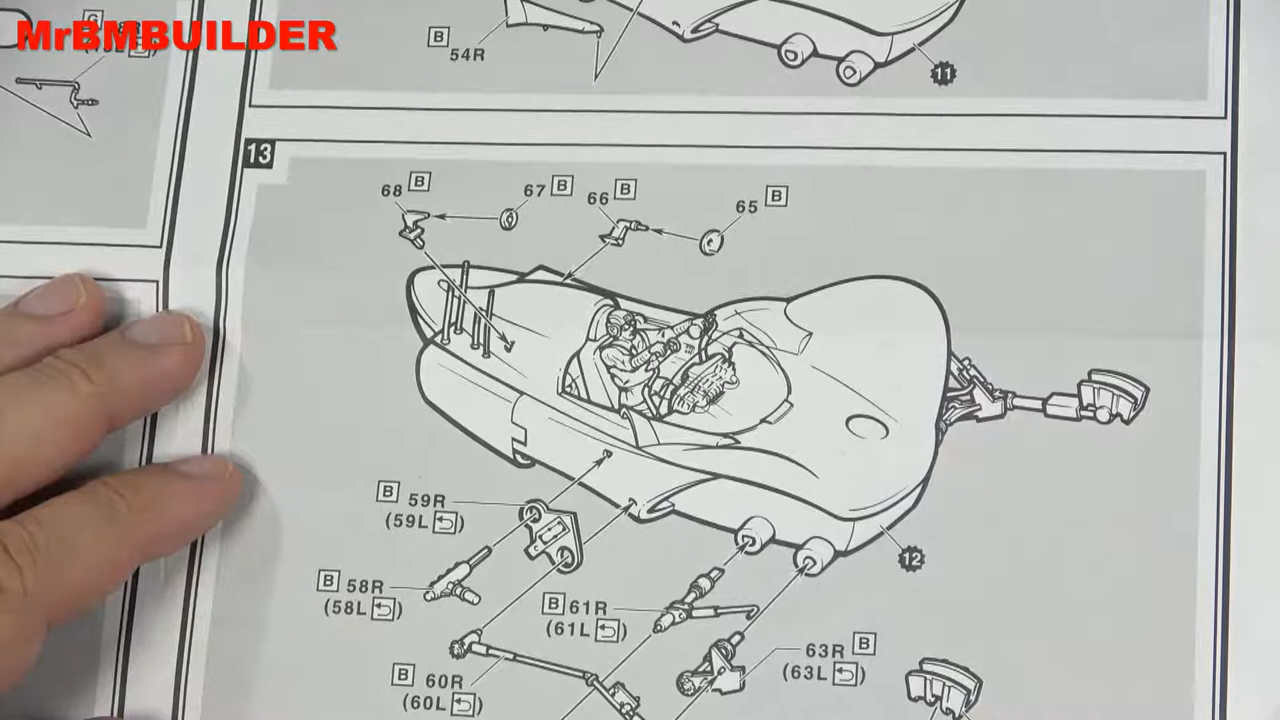 MrBMBUILDER
B
54R
11
13
68 B
67 B
66 B
65 B
B 59R
(59L)
B 58R
(58L)
B 61R
(61L)
63R B
(63L)
B 60R
(60L)
12